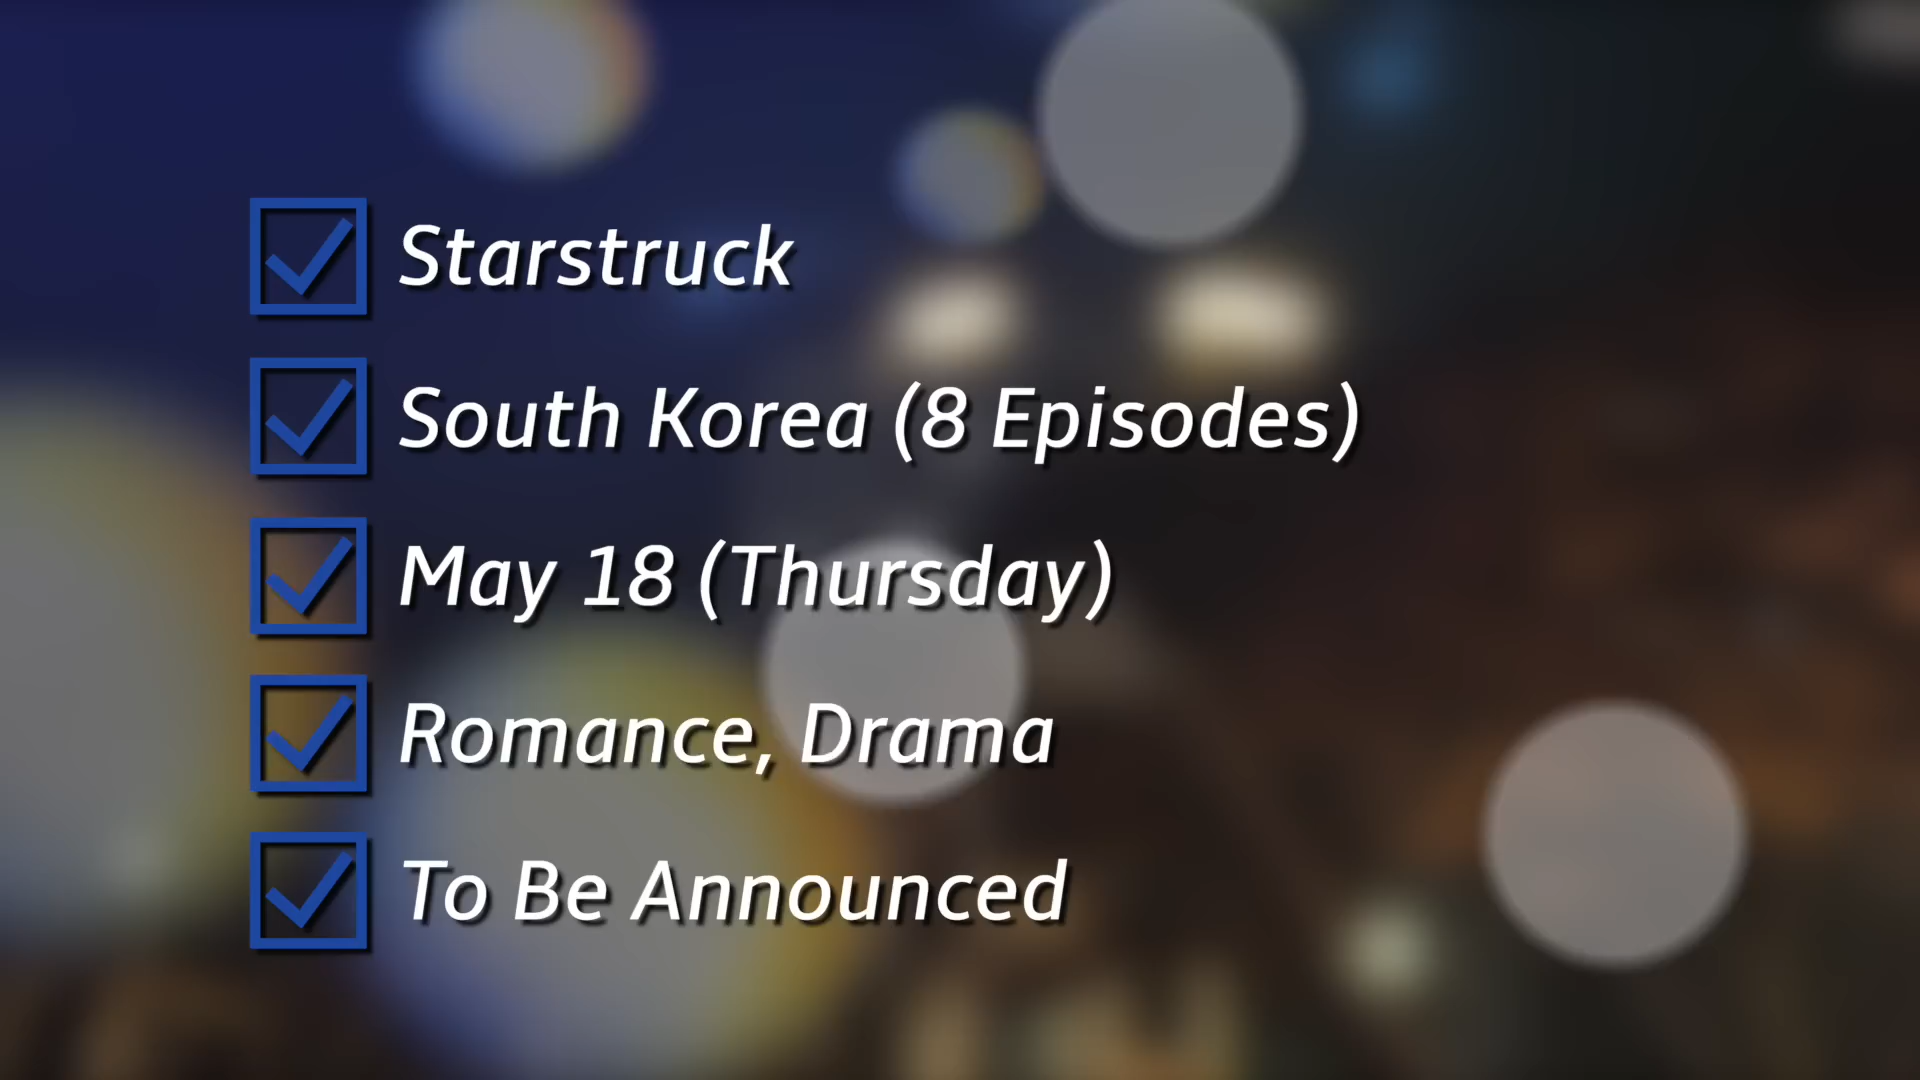 Starstruck
South Korea (8 Episodes)
May 18 (Thursday)
Romance, Drama
To Be Announced